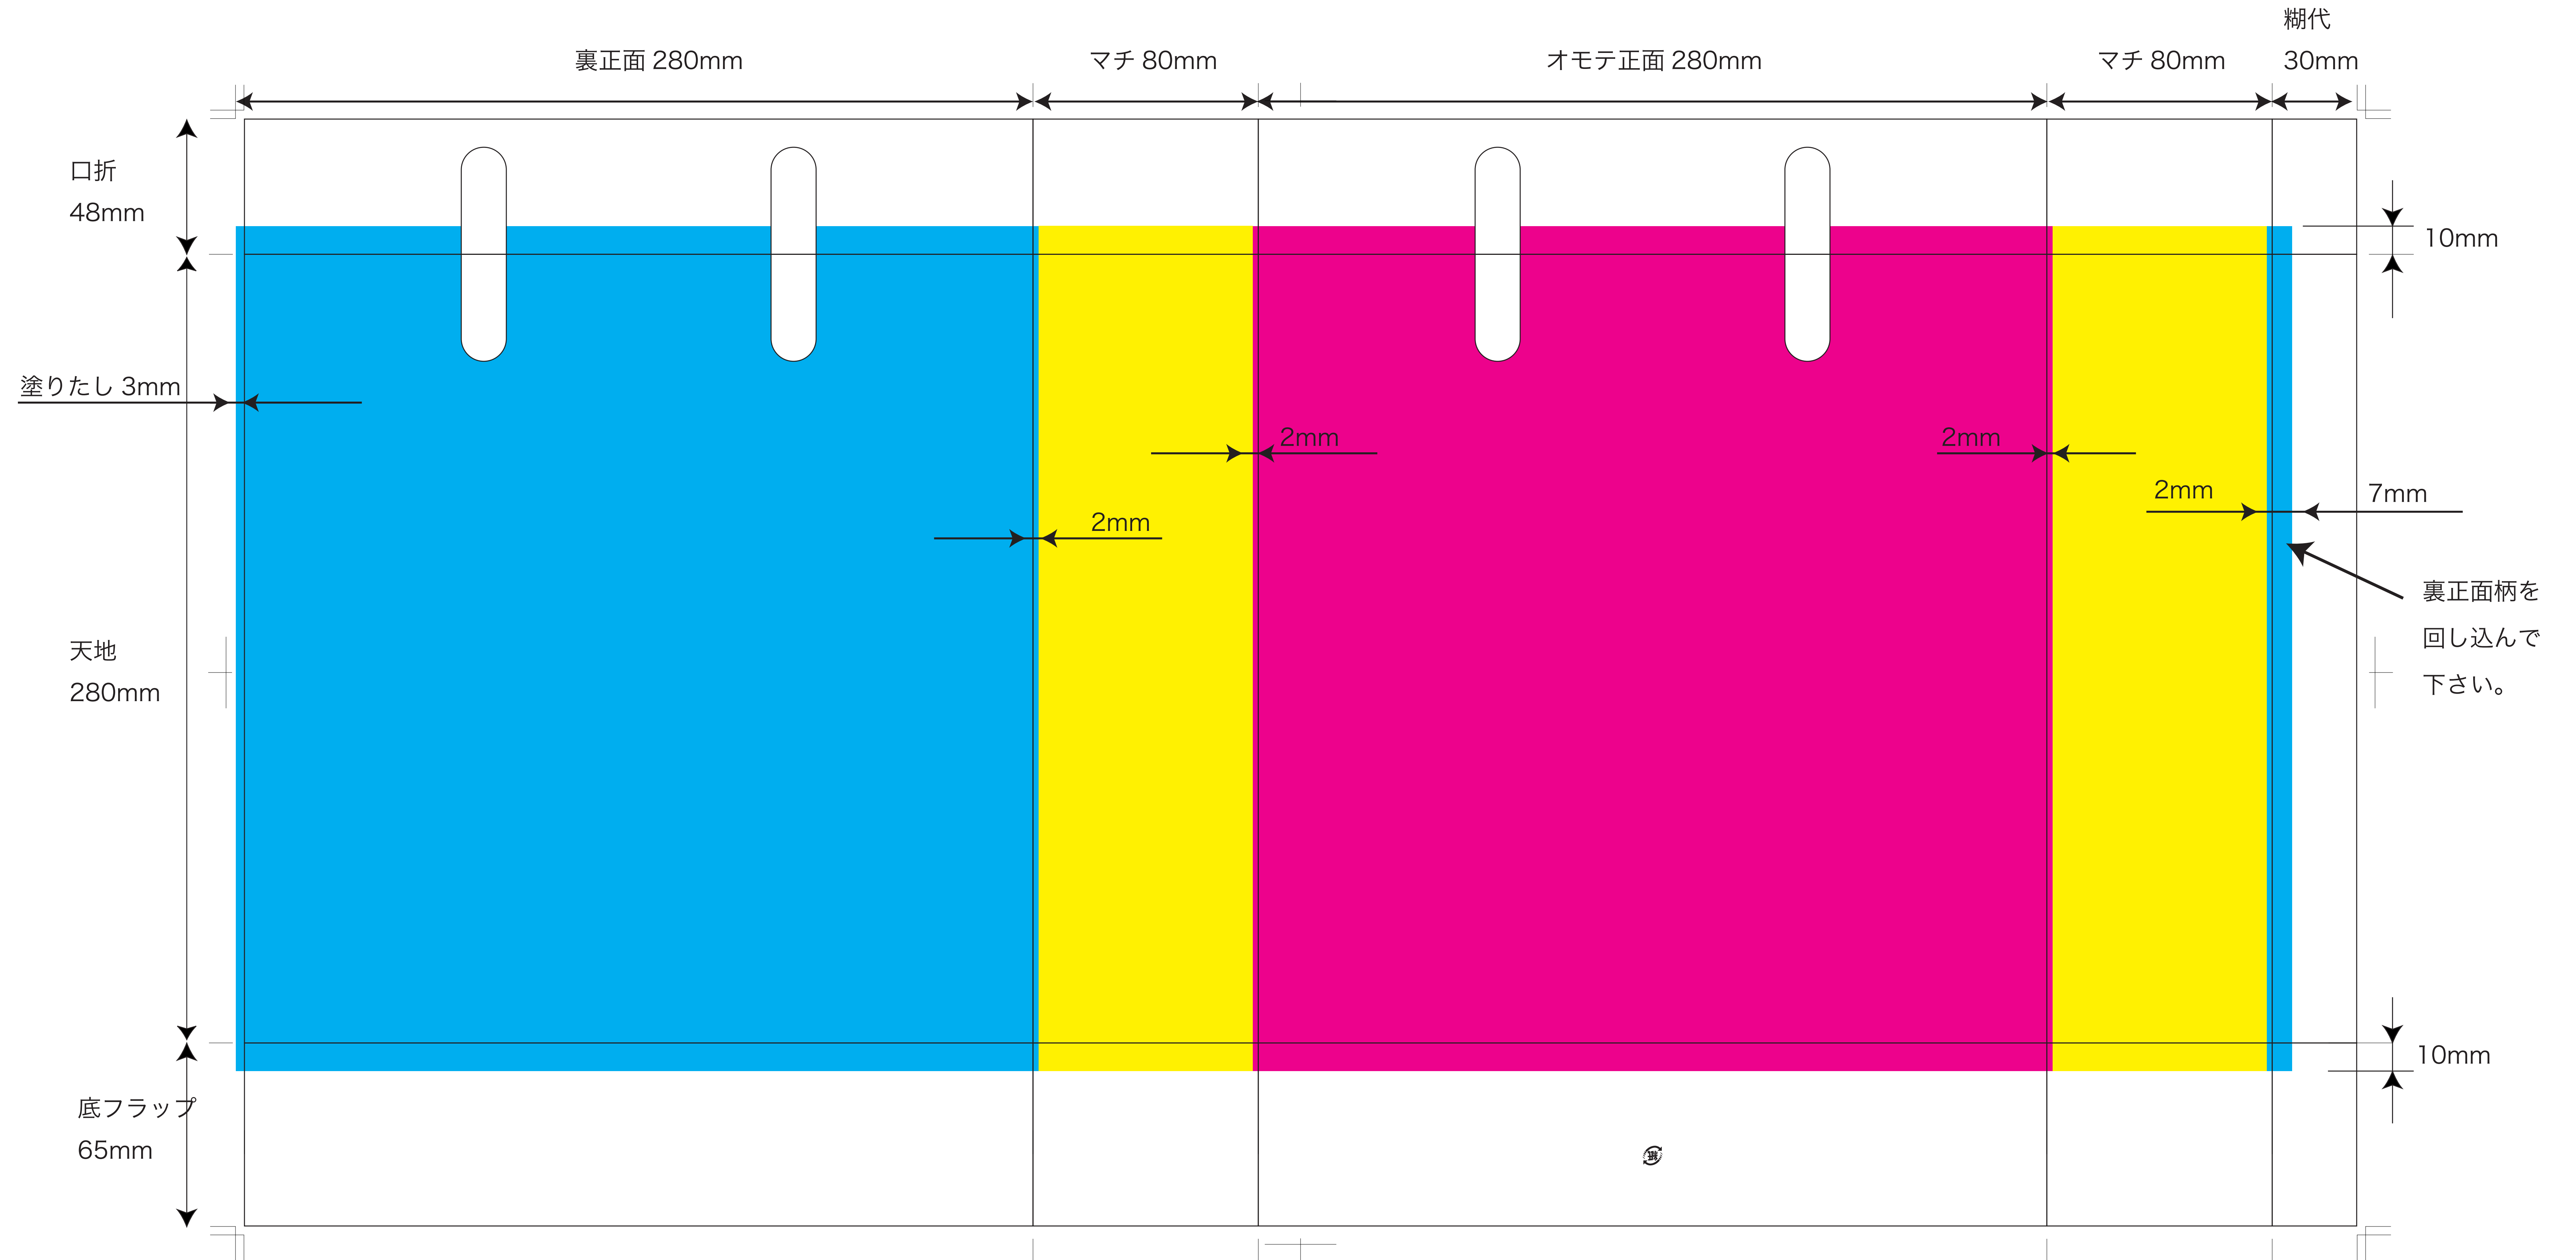 糊代
裏正面 280mm
マチ 80mm
オモテ正面 280mm
マチ 80mm
30mm
口折
48mm
10mm
塗りたし 3mm
2mm
2mm
2mm
7mm
2mm
裏正面柄を
回し込んで
下さい。
天地
280mm
10mm
底フラップ
65mm
紙